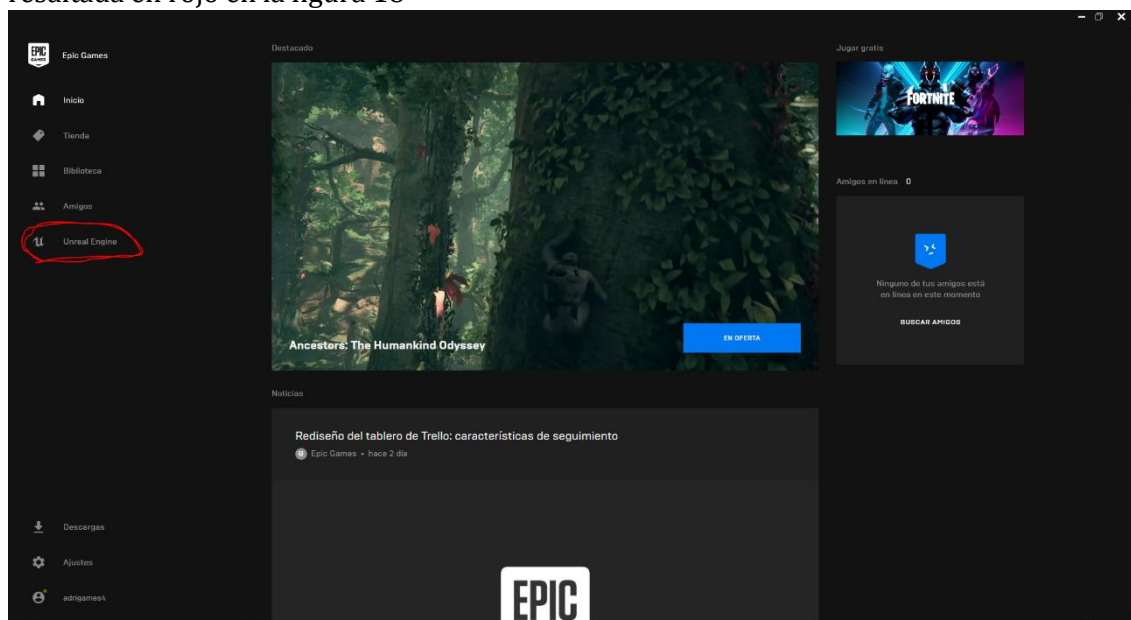 resaltada en rojo en la figura 18
EPIC
GAMES
Epic Games
Inicio
Tienda
Biblioteca
Amigos
Unreal Engine
Descargas
Ajustes
adrigames4
Destacado
Ancestors: The Humankind Odyssey
EN OFERTA
Noticias
Rediseño del tablero de Trello: características de seguimiento
Epic Games • hace 2 día
EPIC
Jugar gratis
FORTNITE
Amigos en línea 0
Ninguno de tus amigos está
en línea en este momento
BUSCAR AMIGOS